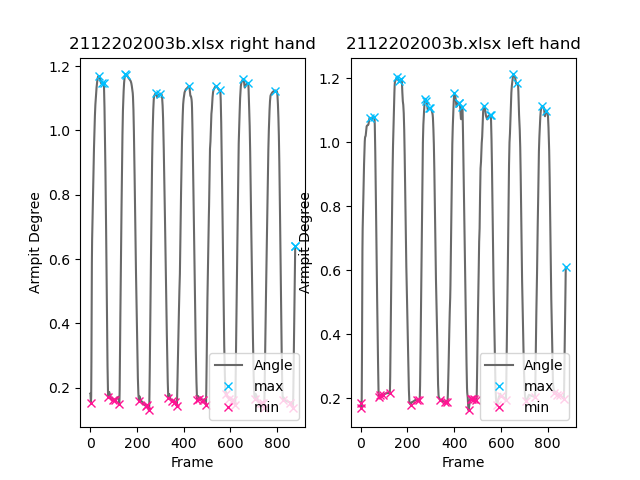 2112202003b.xlsx right hand
1.2
1.0
0.8
0.6
0.4
0.2
Armpit Degree
0 200 400 600 800
Frame
Angle
max
min
2112202003b.xlsx left hand
1.2
1.0
0.8
0.6
0.4
0.2
Armpit Degree
0 200 400 600 800
Frame
Angle
max
min